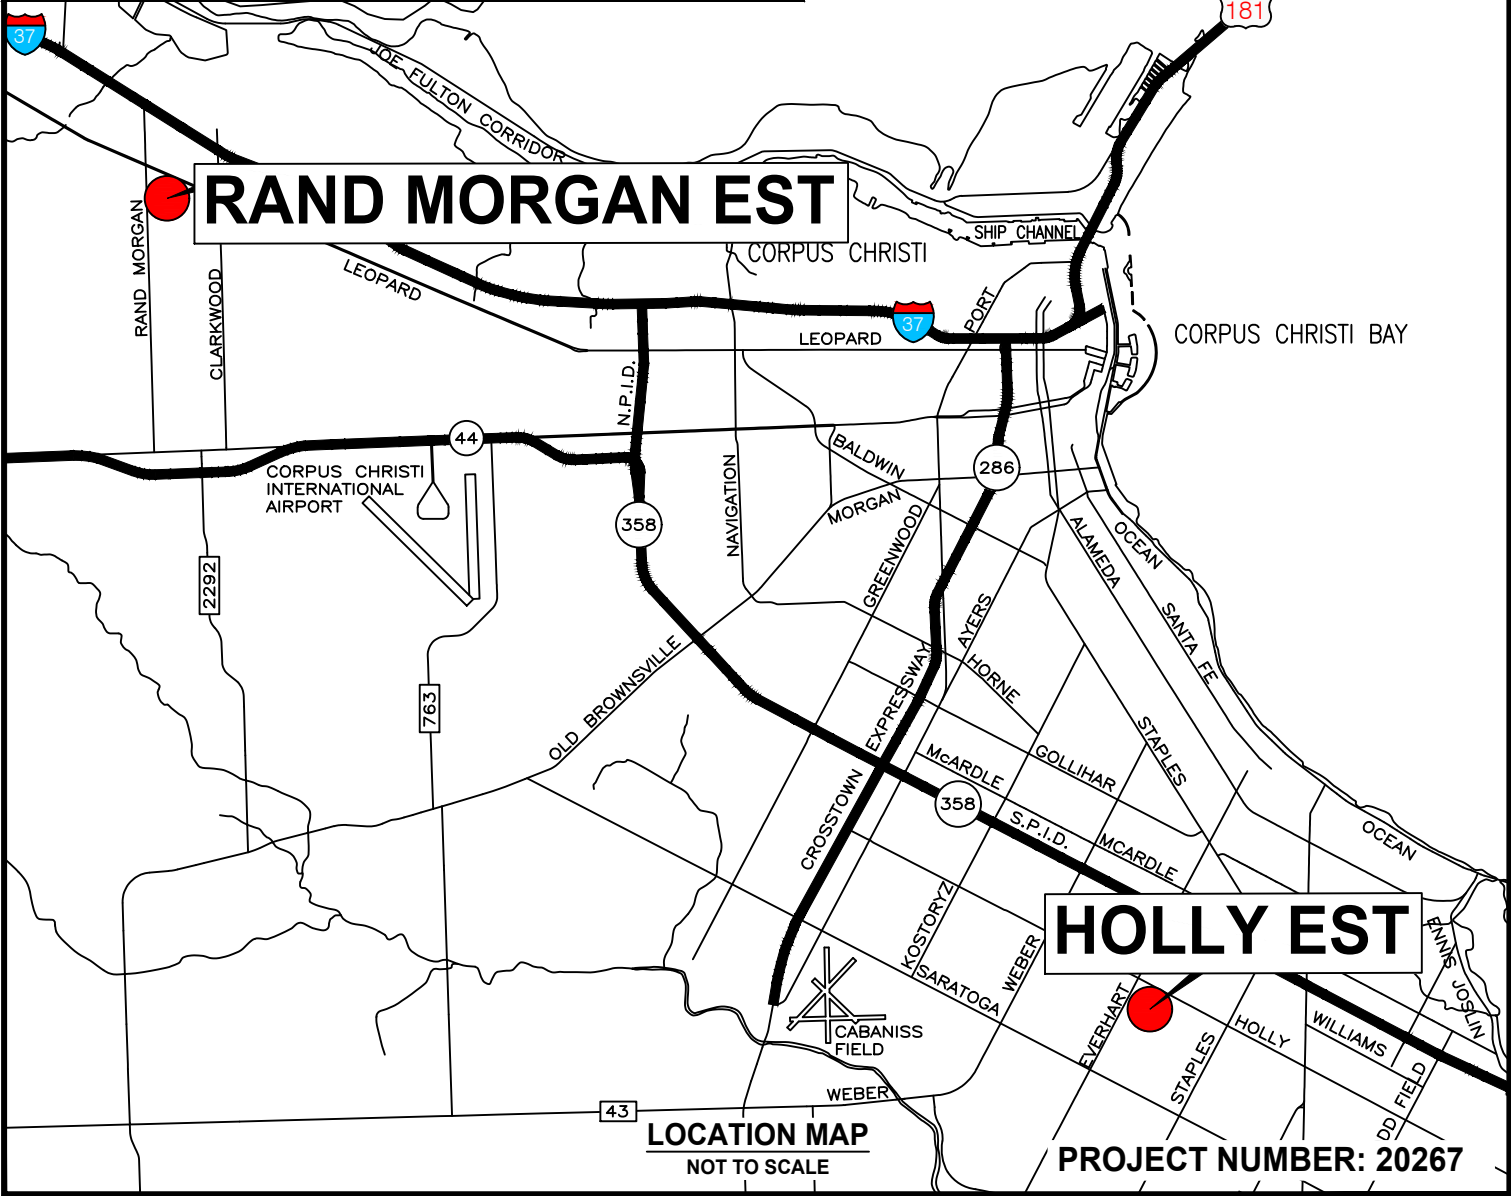 181
37
JOE FULTON CORRIDOR
RAND MORGAN EST
RAND MORGAN
CLARKWOOD
SHIP CHANNEL
CORPUS CHRISTI
LEOPARD
PORT
37
LEOPARD
CORPUS CHRISTI BAY
N.P.I.D.
44
BALDWIN
286
CORPUS CHRISTI
INTERNATIONAL
AIRPORT
NAVIGATION
MORGAN
358
GREENWOOD
ALAMEDA
OCEAN
2292
AYERS
SANTA FE
HORNE
OLD BROWNSVILLE
763
CROSSTOWN EXPRESSWAY
STAPLES
GOLLIHAR
McARDLE
358
S.P.I.D.
MCARDLE
OCEAN
HOLLY EST
KOSTORYZ
WEBER
SARATOGA
ENNIS JOSLIN
EVERHART
HOLLY
WILLIAMS
STAPLES
CABANISS
FIELD
DD FIELD
WEBER
43
LOCATION MAP
NOT TO SCALE
PROJECT NUMBER: 20267